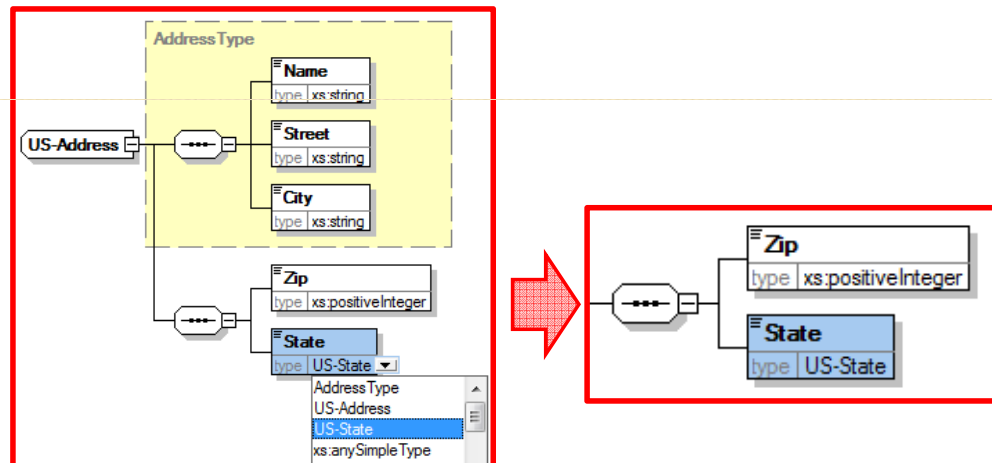 AddressType
Name
type xs:string
US-Address
Street
type xs:string
City
type xs:string
Zip
type xs:positiveInteger
State
type US-State
AddressType
US-Address
US-State
xs:anySimpleType
Zip
type xs:positiveInteger
State
type US-State